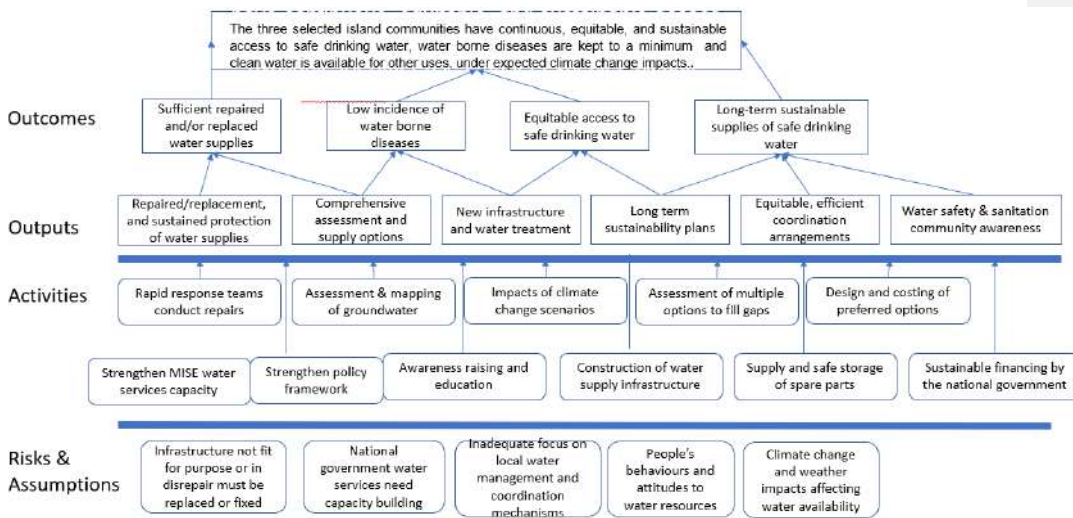 The three selected island communities have continuous, equitable, and sustainable
access to safe drinking water, water borne diseases are kept to a minimum and
clean water is available for other uses, under expected climate change impacts..
Outcomes
Sufficient repaired
and/or replaced
water supplies
Low incidence of
water borne
diseases
Equitable access to
safe drinking water
Long-term sustainable
supplies of safe drinking
water
Outputs
Repaired/replacement,
and sustained protection
of water supplies
Comprehensive
assessment and
supply options
New infrastructure
and water treatment
Long term
sustainability plans
Equitable, efficient
coordination
arrangements
Water safety & sanitation
community awareness
Activities
Rapid response teams
conduct repairs
Assessment & mapping
of groundwater
Impacts of climate
change scenarios
Assessment of multiple
options to fill gaps
Design and costing of
preferred options
Strengthen MISE water
services capacity
Strengthen policy
framework
Awareness raising and
education
Construction of water
supply infrastructure
Supply and safe storage
of spare parts
Sustainable financing by
the national government
Risks &
Assumptions
Infrastructure not fit
for purpose or in
disrepair must be
replaced or fixed
National
government water
services need
capacity building
Inadequate focus on
local water
management and
coordination
mechanisms
People's
behaviours and
attitudes to
water resources
Climate change
and weather
impacts affecting
water availability